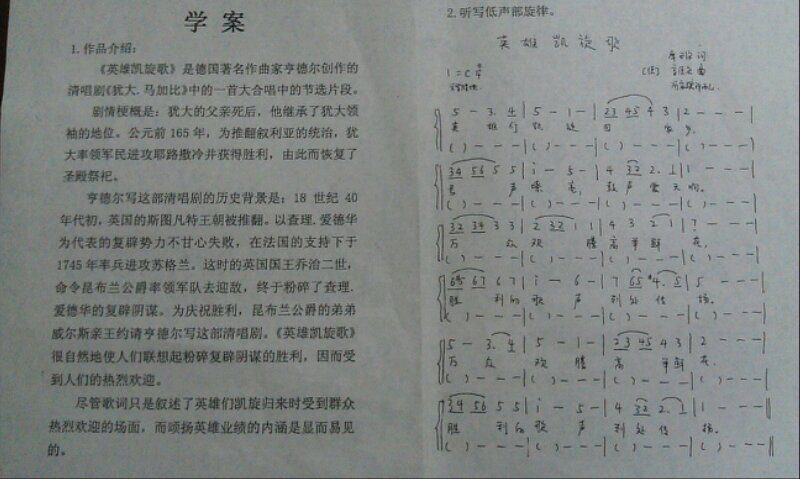 学 案
1.作品介绍：
《英雄凯旋歌》是德国著名作曲家亨德尔创作的
清唱剧《犹大.马加比》中的一首大合唱中的节选片段。
剧情梗概是：犹大的父亲死后，他继承了犹大领
袖的地位。公元前 165 年，为推翻叙利亚的统治，犹
大率领军民进攻耶路撒冷并获得胜利，由此而恢复了
圣殿祭祀。
亨德尔写这部清唱剧的历史背景是：18 世纪 40
年代初，英国的斯图凡特王朝被推翻。以查理.爱德华
为代表的复辟势力不甘心失败，在法国的支持下于
1745 年率兵进攻苏格兰。这时的英国国王乔治二世，
命令昆布兰公爵率领军队去迎敌，终于粉碎了查理.
爱德华的复辟阴谋。为庆祝胜利，昆布兰公爵的弟弟
威尔斯亲王约请亨德尔写这部清唱剧。《英雄凯旋歌》
很自然地使人们联想起粉碎复辟阴谋的胜利，因而受
到人们的热烈欢迎。
尽管歌词只是叙述了英雄们凯旋归来时受到群众
热烈欢迎的场面，而颂扬英雄业绩的内涵是显而易见
的。
2.听写低声部旋律。
英 雄 凯 旋 歌
词
1=C
曲
5 - 3. 4 | 5 - 1 - | 23 45 4 3 | 2 - - -
英 雄 们 凯 旋 回
( ) - - - | ( ) - - - | ( ) - - - | ( ) - - -
34 56 5 5 | i - 5 - | 4 32 2. 1 | 1 - - -
声 嘹 亮， 鼓 声 震 天 响。
( ) - - - | ( ) - - - | ( ) - - - | ( ) - - -
32 34 3 3 | 2 32 1 1 | 4 3 2 1 | 7 - - -
万 众 欢 腾 高 举 鲜 花，
( ) - - - | ( ) - - - | ( ) - - - | ( ) - - -
67 6 7 | i - 6 - | 7 65 #4. 5 | 5 - - -
胜 利 的 歌 声 到 处 传 扬。
( ) - - - | ( ) - - - | ( ) - - - | ( ) - - -
5 - 3. 4 | 5 - 1 - | 23 45 4 3 | 2 - - -
万 众 欢 腾 高 举 鲜 花，
( ) - - - | ( ) - - - | ( ) - - - | ( ) - - -
34 56 5 5 | i - 5 - | 4 32 2. 1 | 1 - - -
胜 利 的 歌 声 到 处 传 扬。
( ) - - - | ( ) - - - | ( ) - - - | ( ) - - -